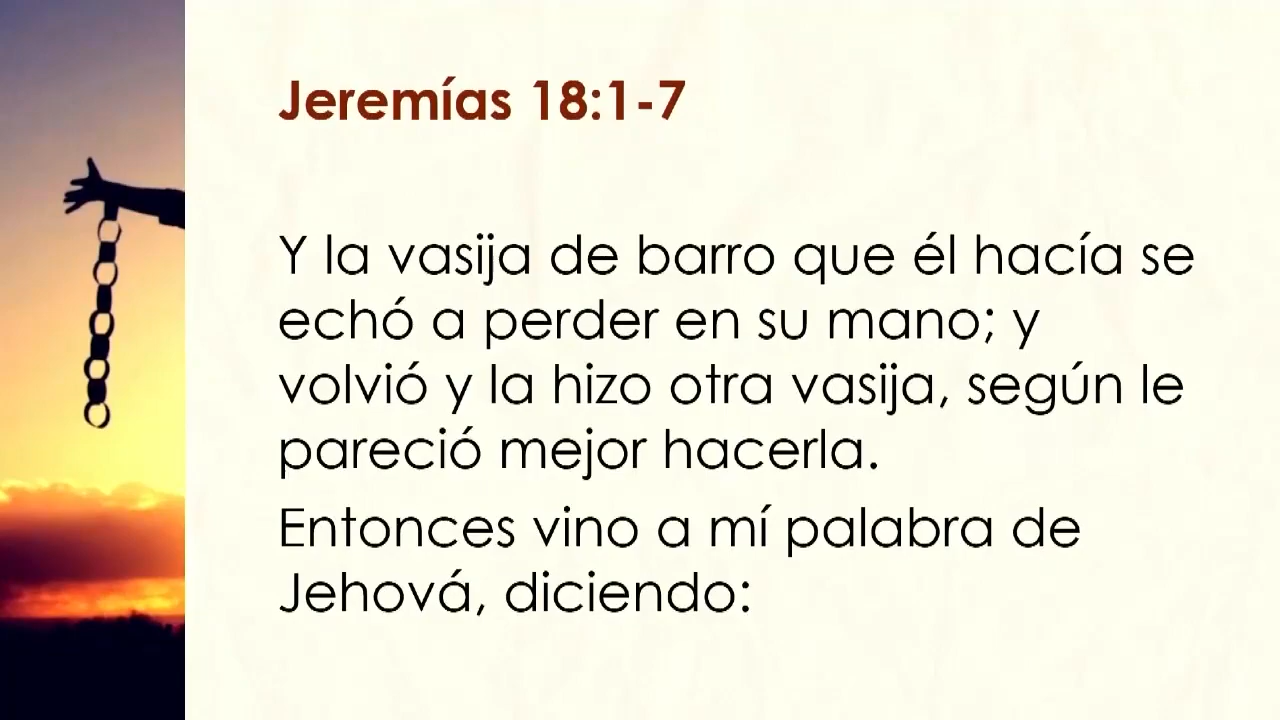 Jeremías 18:1-7
Y la vasija de barro que él hacía se
echó a perder en su mano; y
volvió y la hizo otra vasija, según le
pareció mejor hacerla.
Entonces vino a mí palabra de
Jehová, diciendo: